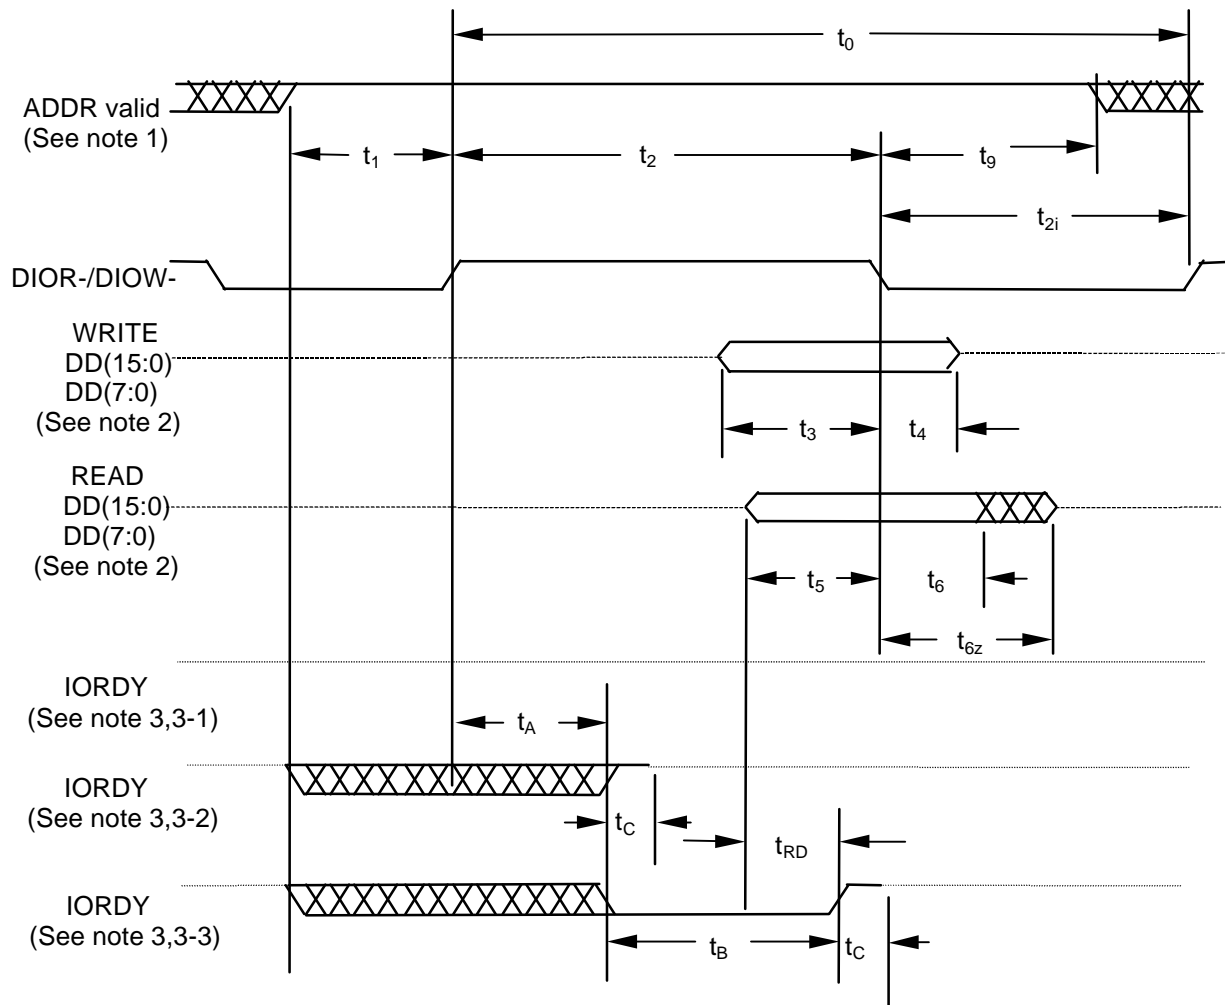 t0
ADDR valid
(See note 1)
t1
t2
t9
t2i
DIOR-/DIOW-
WRITE
DD(15:0)
DD(7:0)
(See note 2)
t3
t4
READ
DD(15:0)
DD(7:0)
(See note 2)
t5
t6
t6z
IORDY
(See note 3,3-1)
tA
IORDY
(See note 3,3-2)
tC
tRD
IORDY
(See note 3,3-3)
tB
tC